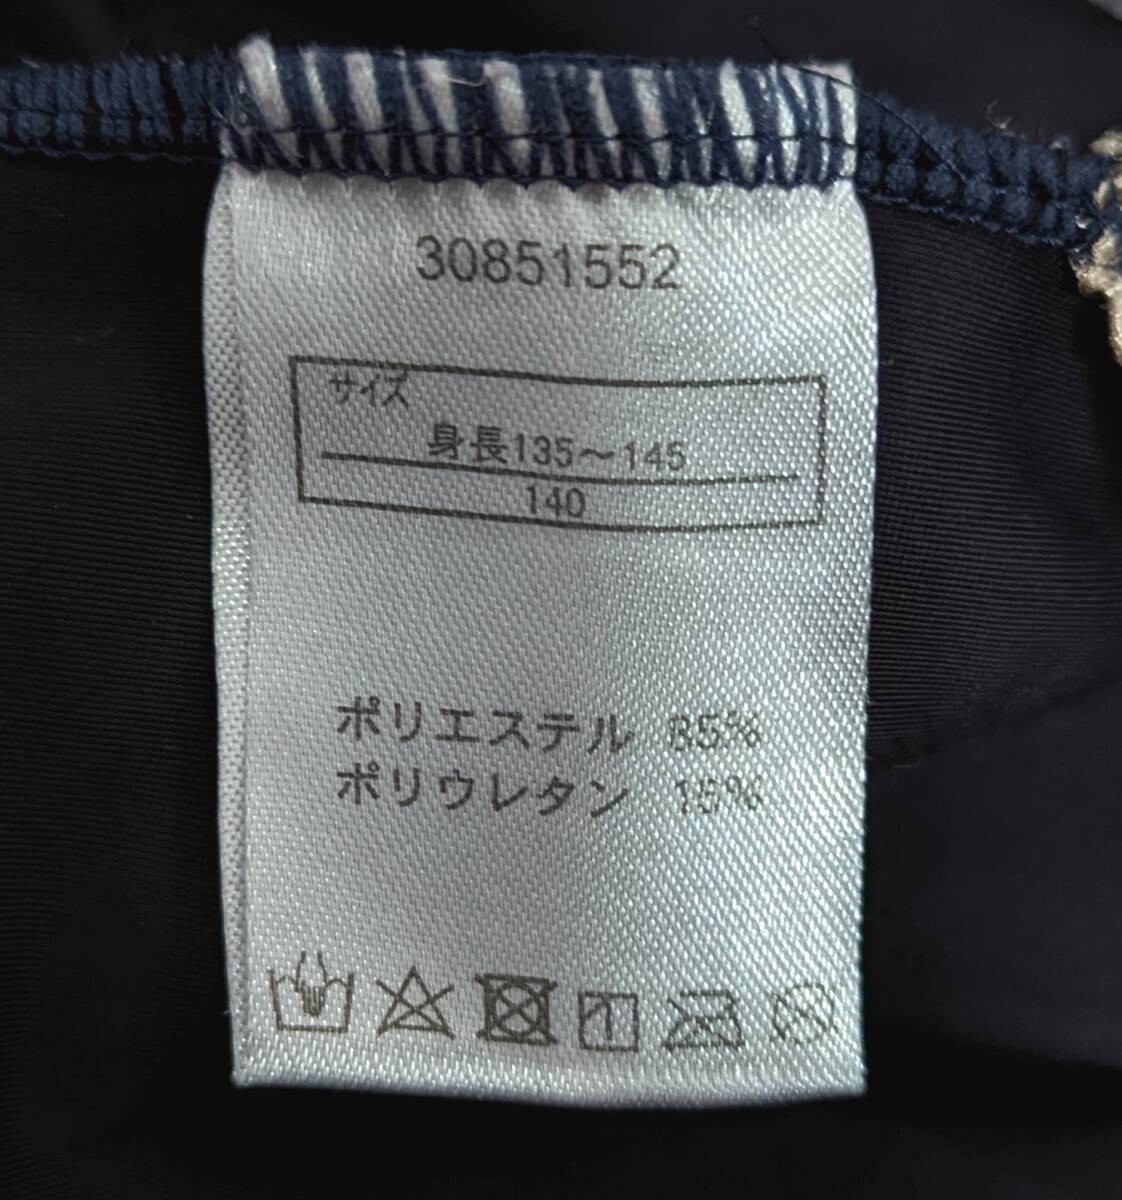 30851552
サイズ
身長135～145
140
ポリエステル 85%
ポリウレタン 15%